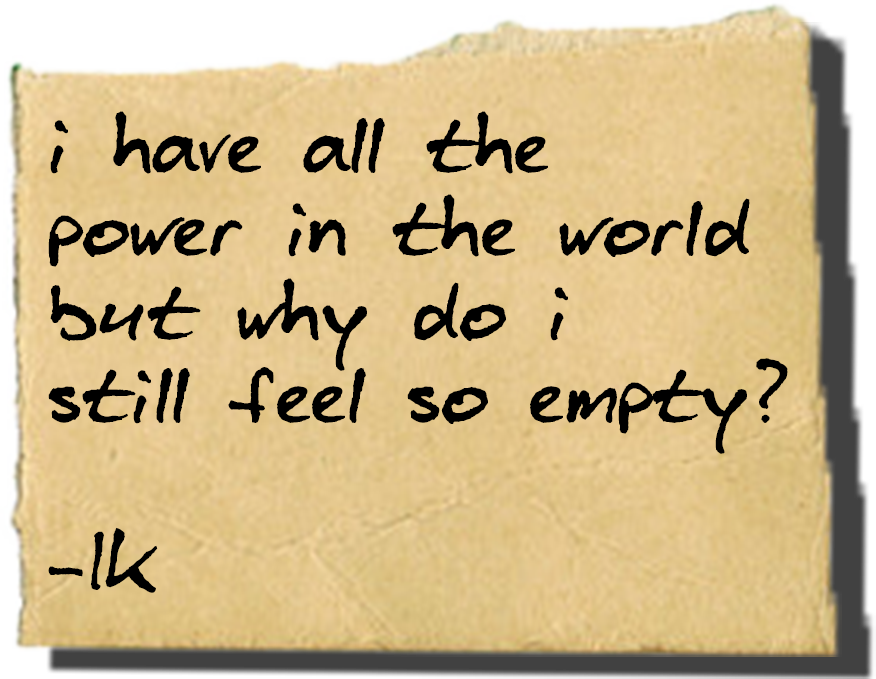 i have all the
power in the world
but why do i
still feel so empty?
-lk